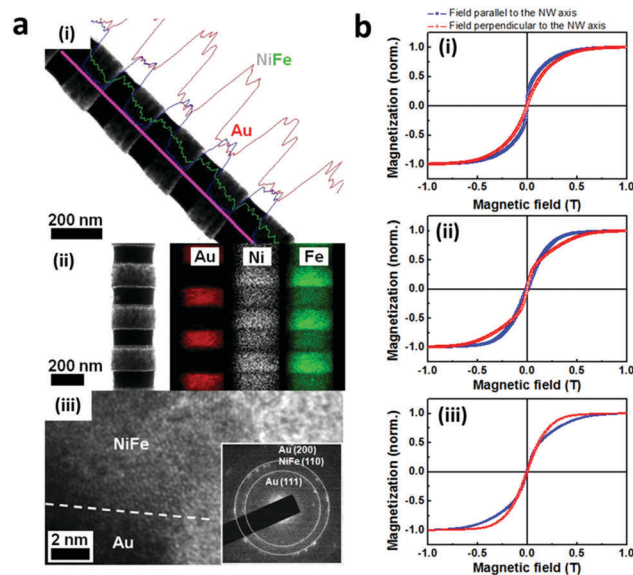 a
(i)
NiFe
Au
200 nm
(ii)
Au
Ni
Fe
200 nm
(iii)
NiFe
Au
2 nm
Au (200)
NiFe (110)
Au (111)
b
Field parallel to the NW axis
Field perpendicular to the NW axis
(i)
Magnetization (norm.)
1.0
0.5
0.0
-0.5
-1.0
-1.0 -0.5 0.0 0.5 1.0
Magnetic field (T)
(ii)
Magnetization (norm.)
1.0
0.5
0.0
-0.5
-1.0
-1.0 -0.5 0.0 0.5 1.0
Magnetic field (T)
(iii)
Magnetization (norm.)
1.0
0.5
0.0
-0.5
-1.0
-1.0 -0.5 0.0 0.5 1.0
Magnetic field (T)